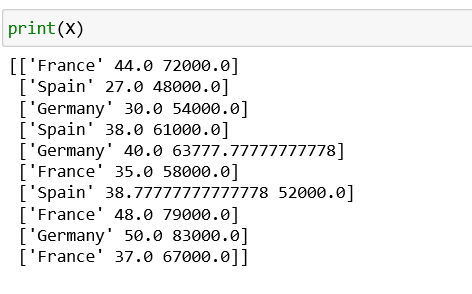 print(X)
[['France' 44.0 72000.0]
['Spain' 27.0 48000.0]
['Germany' 30.0 54000.0]
['Spain' 38.0 61000.0]
['Germany' 40.0 63777.77777777778]
['France' 35.0 58000.0]
['Spain' 38.77777777777778 52000.0]
['France' 48.0 79000.0]
['Germany' 50.0 83000.0]
['France' 37.0 67000.0]]